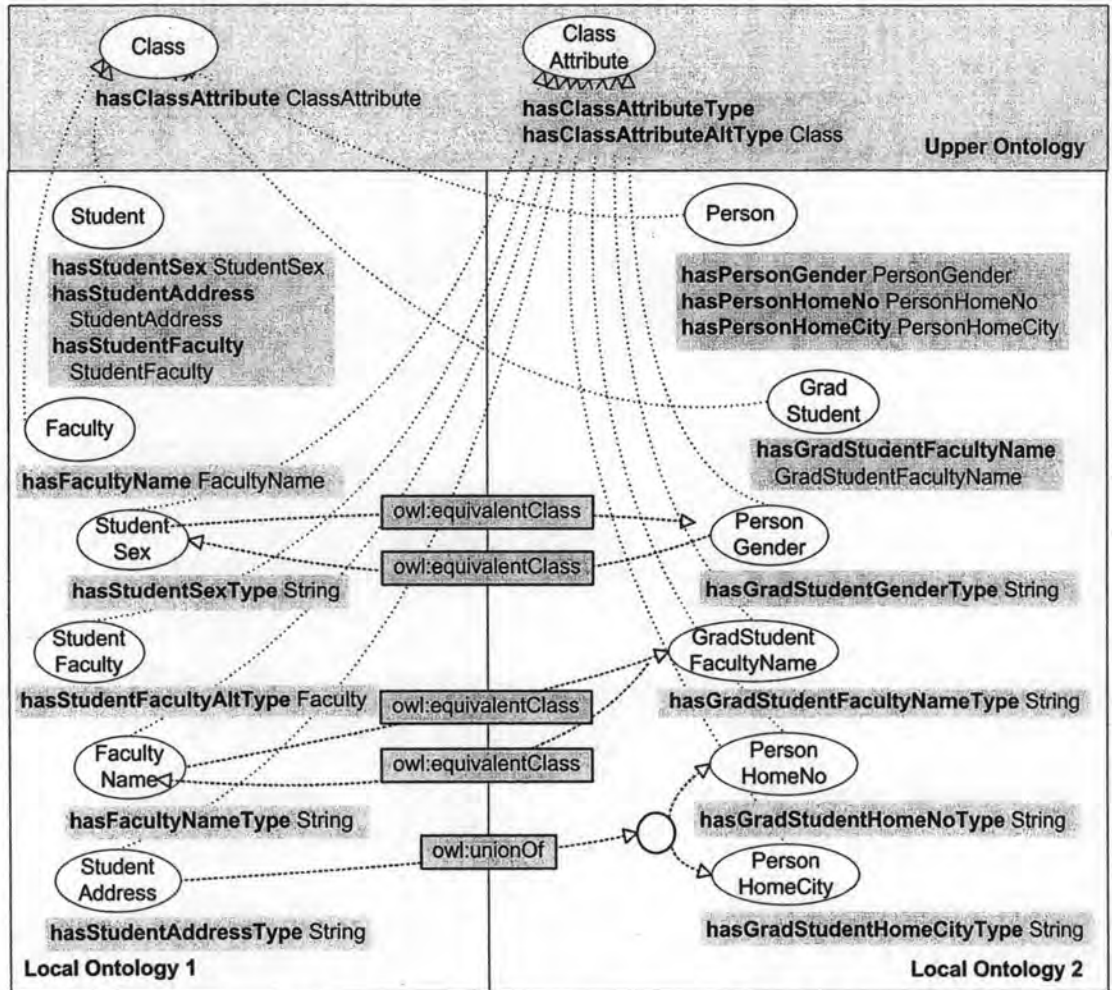 Class
hasClassAttribute ClassAttribute
Class
Attribute
hasClassAttributeType
hasClassAttributeAltType Class
Upper Ontology
Student
hasStudentSex StudentSex
hasStudentAddress
StudentAddress
hasStudentFaculty
StudentFaculty
Faculty
hasFacultyName FacultyName
Student
Sex
hasStudentSexType String
Student
Faculty
hasStudentFacultyAltType Faculty
Faculty
Name
hasFacultyNameType String
Student
Address
hasStudentAddressType String
Local Ontology 1
owl:equivalentClass
owl:equivalentClass
owl:equivalentClass
owl:equivalentClass
owl:unionOf
Person
hasPersonGender PersonGender
hasPersonHomeNo PersonHomeNo
hasPersonHomeCity PersonHomeCity
Grad
Student
hasGradStudentFacultyName
GradStudentFacultyName
Person
Gender
hasGradStudentGenderType String
GradStudent
FacultyName
hasGradStudentFacultyNameType String
Person
HomeNo
hasGradStudentHomeNoType String
Person
HomeCity
hasGradStudentHomeCityType String
Local Ontology 2